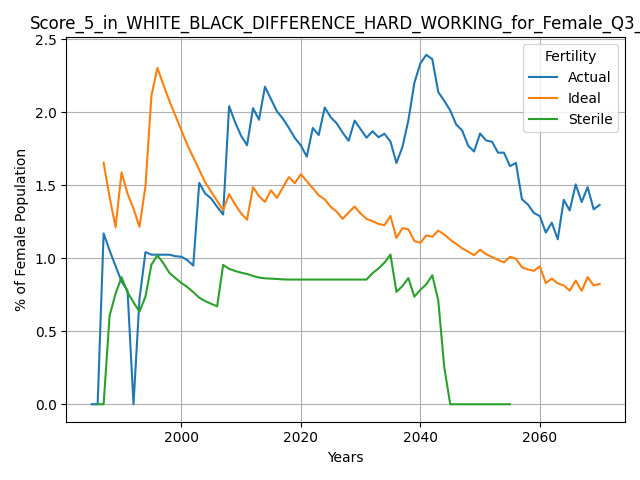 Score_5_in_WHITE_BLACK_DIFFERENCE_HARD_WORKING_for_Female_Q3_
2.5
2.0
1.5
1.0
0.5
0.0
% of Female Population
Fertility
Actual
Ideal
Sterile
2000
2020
2040
2060
Years